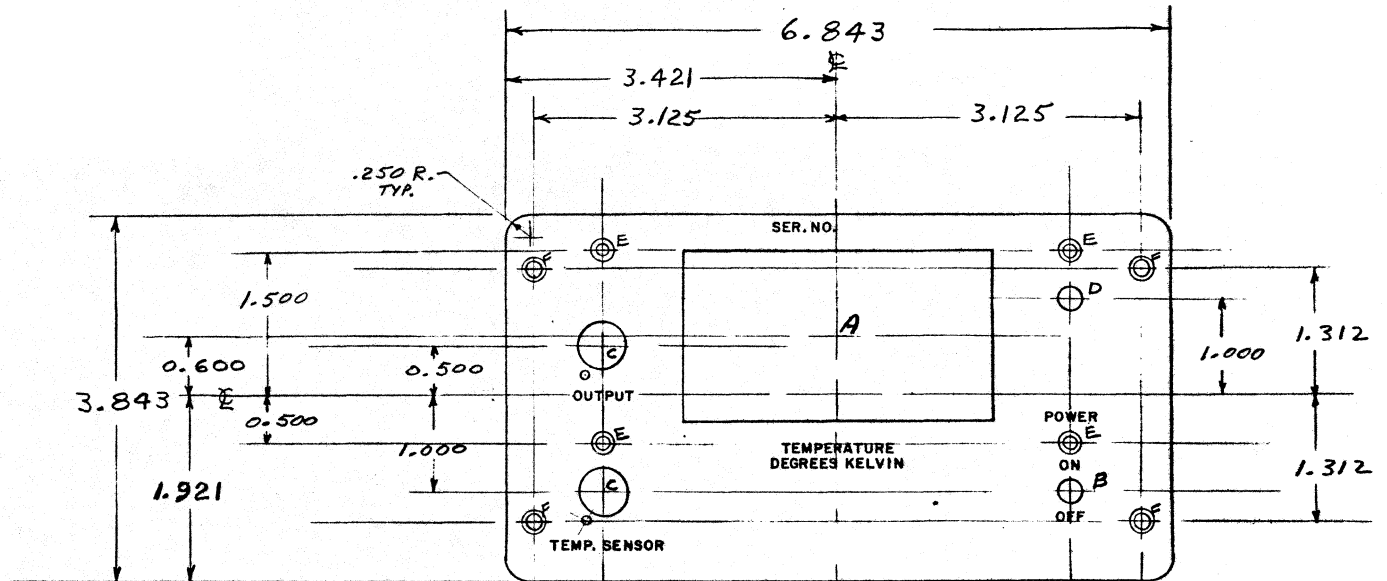 6.843
℄
3.421
3.125 3.125
.250 R.
TYP.
SER. NO.
E E
F F
1.500 D
A
0.600 C 0.500 1.000 1.312
3.843 ℄ OUTPUT
0.500 POWER
E E
1.000 TEMPERATURE
DEGREES KELVIN ON
1.312
1.921 C B
F OFF F
TEMP. SENSOR